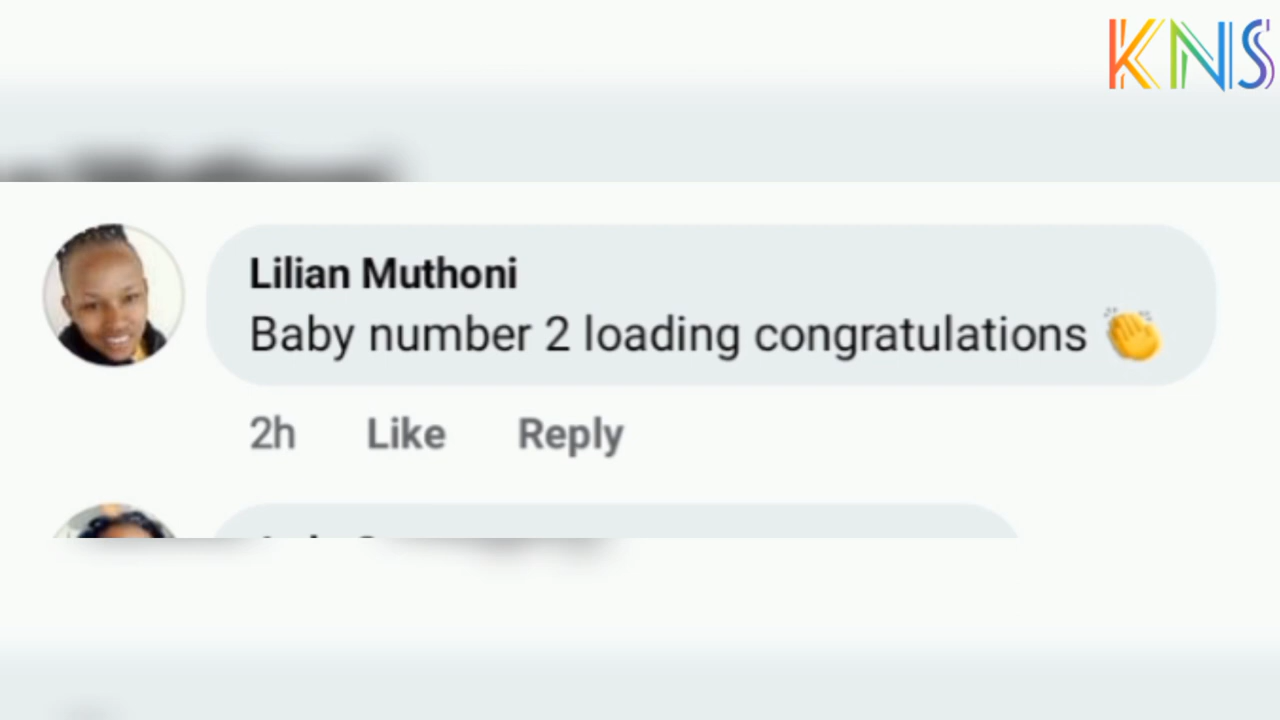 KNS
Lilian Muthoni
Baby number 2 loading congratulations 👏
2h Like Reply